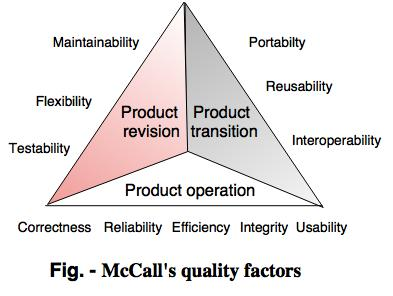 Maintainability
Portabilty
Flexibility
Reusability
Product revision
Product transition
Testability
Interoperability
Product operation
Correctness Reliability Efficiency Integrity Usability
Fig. - McCall's quality factors